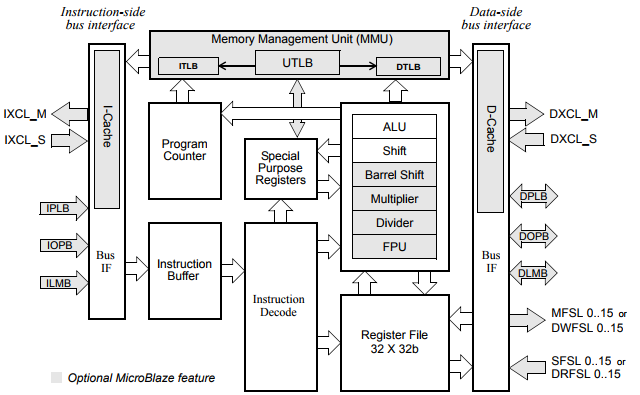 Instruction-side
bus interface
Data-side
bus interface
Memory Management Unit (MMU)
ITLB
UTLB
DTLB
IXCL_M
IXCL_S
I-Cache
Program
Counter
Special
Purpose
Registers
ALU
Shift
Barrel Shift
Multiplier
Divider
FPU
D-Cache
DXCL_M
DXCL_S
IPLB
IOPB
ILMB
Bus
IF
Instruction
Buffer
Instruction
Decode
Register File
32 X 32b
Bus
IF
DPLB
DOPB
DLMB
MFSL 0..15 or
DWFSL 0..15
SFSL 0..15 or
DRFSL 0..15
Optional MicroBlaze feature